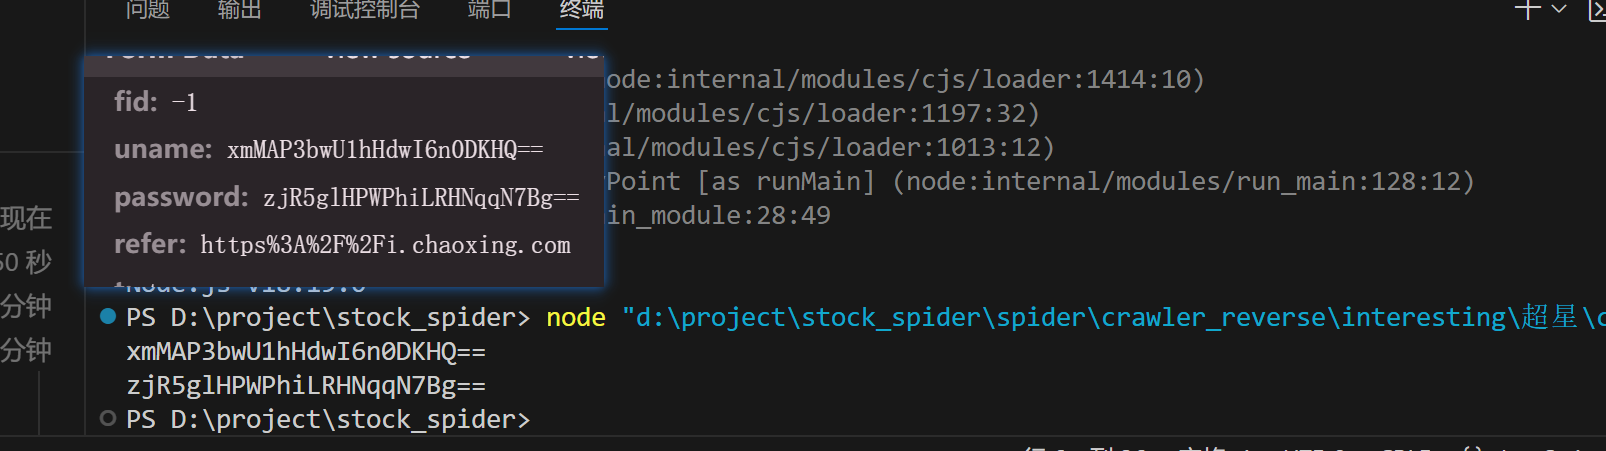 问题 输出 调试控制台 端口 终端
Form Data view source
ode:internal/modules/cjs/loader:1414:10)
fid: -1
l/modules/cjs/loader:1197:32)
uname: xmMAP3bwU1hHdwI6n0DKHQ==
al/modules/cjs/loader:1013:12)
Point [as runMain] (node:internal/modules/run_main:128:12)
password: zjR5glHPWPhiLRHNqqN7Bg==
in_module:28:49
现在
refer: https%3A%2F%2Fi.chaoxing.com
50 秒
分钟
PS D:\project\stock_spider> node "d:\project\stock_spider\spider\crawler_reverse\interesting\超星\c
xmMAP3bwU1hHdwI6n0DKHQ==
分钟
zjR5glHPWPhiLRHNqqN7Bg==
PS D:\project\stock_spider>